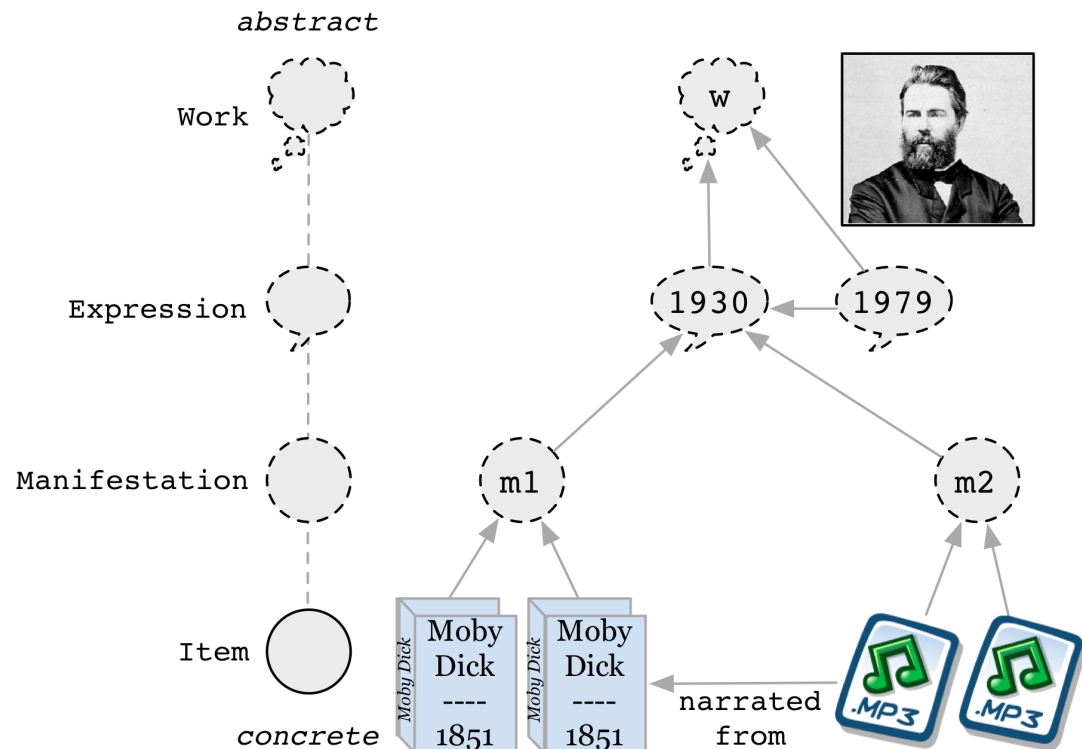 abstract
Work
w
Expression
1930
1979
Manifestation
m1
m2
Item
Moby Dick
Moby
Dick
----
1851
Moby Dick
Moby
Dick
----
1851
narrated
from
.MP3
.MP3
concrete